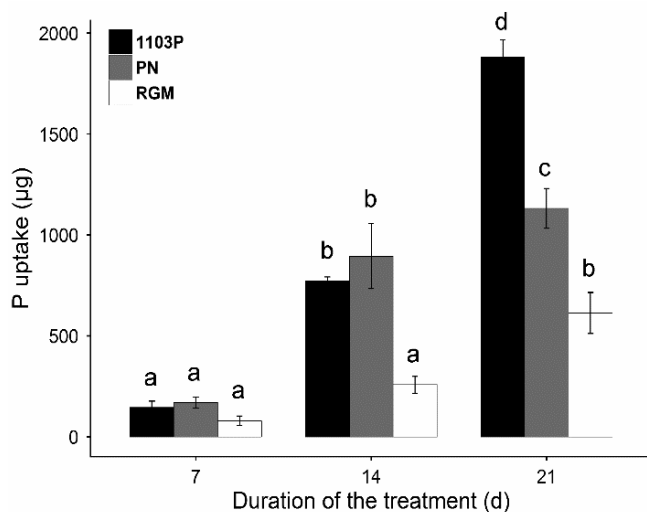 d
2000
1103P
PN
RGM
1500
c
b
1000
b
b
500
a
a a a
0
7 14 21
P uptake (µg)
Duration of the treatment (d)